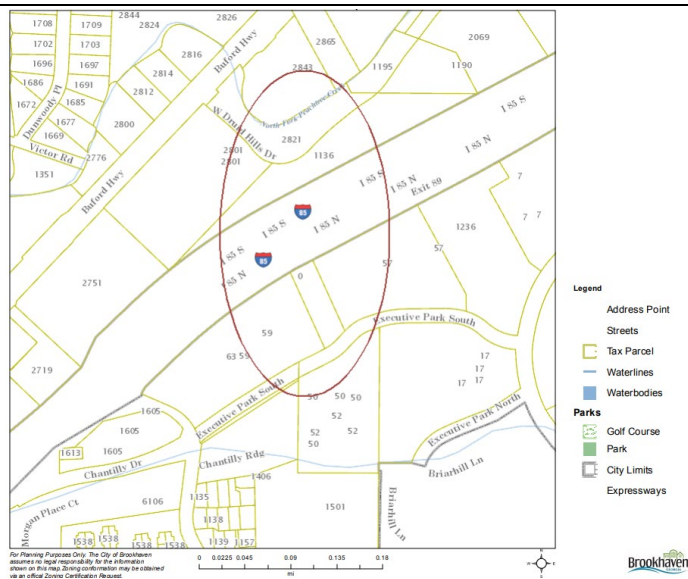 2844
2826
1708
1709
2824
2865
2069
1702
1703
2816
Buford Hwy
1696
1697
2814
2843
1195
1190
1686
1691
2812
1672
1685
Dunwoody Pl
1677
2800
North Fork Peachtree Creek
I 85 S
1669
W Druid Hills Dr
2821
Victor Rd
2776
2801
2801
1136
I 85 N
1351
I 85 S
I 85 N
Exit 89
7
Buford Hwy
85
7 7
I 85 S
I 85 N
1236
I 85 S
85
57
57
2751
I 85 N
0
59
Executive Park South
63 59
17
17
17
17
2719
50
50 50
1605
Executive Park South
52
52
52
50
Executive Park North
1605
1605
1613
Chantilly Dr
Chantilly Rdg
1406
Briarhill Ln
Morgan Place Ct
6106
1135
1501
Briarhill Ln
1138
1538
1538
1538
1538
1139
1157
Legend
Address Point
Streets
Tax Parcel
Waterlines
Waterbodies
Parks
Golf Course
Park
City Limits
Expressways
For Planning Purposes Only. The City of Brookhaven
assumes no legal responsibility for the information
shown on this map. Zoning conformation may be obtained
via an official Zoning Certification Request.
0 0.0225 0.045 0.09 0.135 0.18
mi
N
Brookhaven